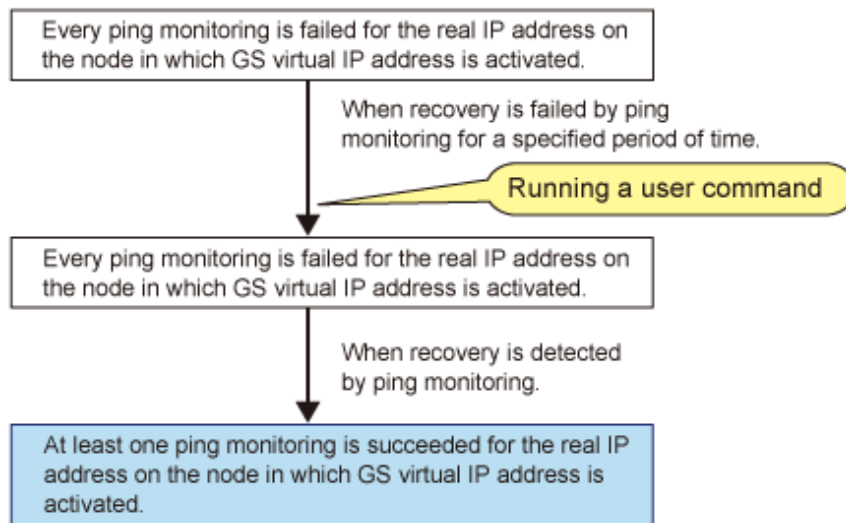 Every ping monitoring is failed for the real IP address on
the node in which GS virtual IP address is activated.
When recovery is failed by ping
monitoring for a specified period of time.
Running a user command
Every ping monitoring is failed for the real IP address on
the node in which GS virtual IP address is activated.
When recovery is detected
by ping monitoring.
At least one ping monitoring is succeeded for the real IP
address on the node in which GS virtual IP address is
activated.